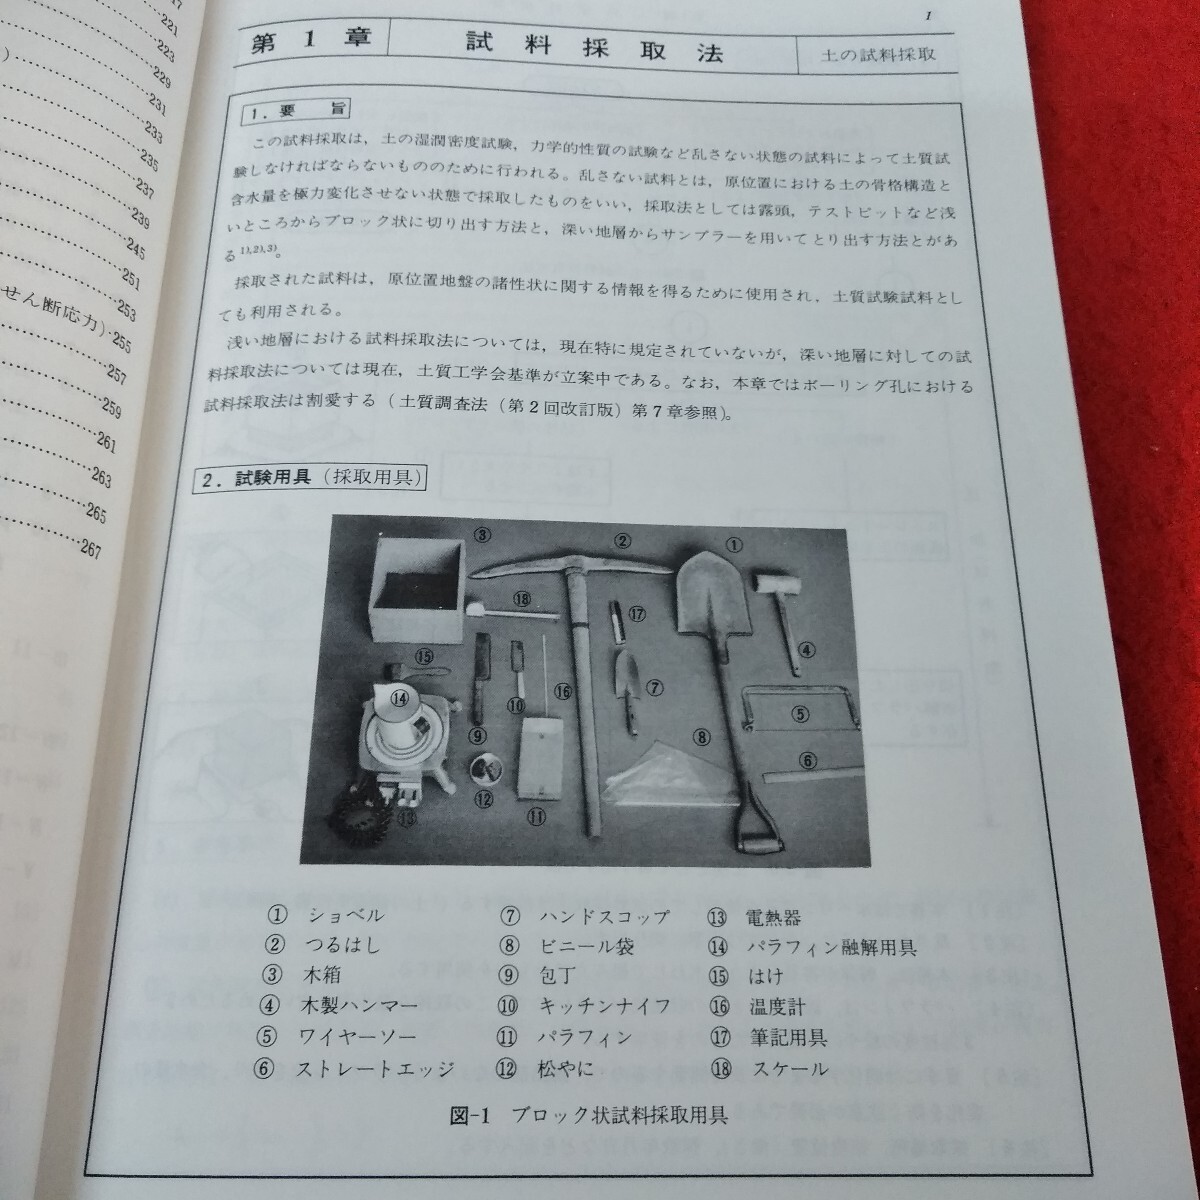 217
221
223
229
231
233
235
237
239
245
251
253
せん断応力)‥255
257
259
261
263
265
267
1
第 1 章　試 料 採 取 法　土の試料採取
1. 要　旨
この試料採取は，土の湿潤密度試験，力学的性質の試験など乱さない状態の試料によって土質試
験しなければならないもののために行われる。乱さない試料とは，原位置における土の骨格構造と
含水量を極力変化させない状態で採取したものをいい，採取法としては露頭，テストピットなど浅
いところからブロック状に切り出す方法と，深い地層からサンプラーを用いてとり出す方法とがあ
る1),2),3)。
採取された試料は，原位置地盤の諸性状に関する情報を得るために使用され，土質試験試料とし
ても利用される。
浅い地層における試料採取法については，現在特に規定されていないが，深い地層に対しての試
料採取法については現在，土質工学会基準が立案中である。なお，本章ではボーリング孔における
試料採取法は割愛する（土質調査法（第2回改訂版）第7章参照）。
2. 試験用具（採取用具）
③ ② ①
⑱ ⑰ ④
⑮ ⑭ ⑩ ⑯ ⑦ ⑤
⑨ ⑧ ⑥
⑬ ⑫ ⑪
① ショベル　⑦ ハンドスコップ　⑬ 電熱器
② つるはし　⑧ ビニール袋　⑭ パラフィン融解用具
③ 木箱　⑨ 包丁　⑮ はけ
④ 木製ハンマー　⑩ キッチンナイフ　⑯ 温度計
⑤ ワイヤーソー　⑪ パラフィン　⑰ 筆記用具
⑥ ストレートエッジ　⑫ 松やに　⑱ スケール
図-1　ブロック状試料採取用具